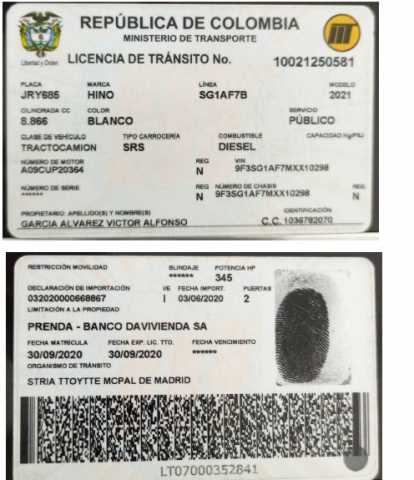 REPÚBLICA DE COLOMBIA
MINISTERIO DE TRANSPORTE
Libertad y Orden
LICENCIA DE TRÁNSITO No. 10021250581
PLACA MARCA LÍNEA MODELO
JRY685 HINO SG1AF7B 2021
CILINDRADA CC COLOR SERVICIO
8.866 BLANCO PÚBLICO
CLASE DE VEHÍCULO TIPO CARROCERÍA COMBUSTIBLE CAPACIDAD Kg/PSJ
TRACTOCAMION SRS DIESEL
NÚMERO DE MOTOR REG VIN
A09CUP20364 N 9F3SG1AF7MXX10298
NÚMERO DE SERIE REG NÚMERO DE CHASIS REG
****** N 9F3SG1AF7MXX10298 N
PROPIETARIO: APELLIDO(S) Y NOMBRE(S) IDENTIFICACIÓN
GARCIA ALVAREZ VICTOR ALFONSO C.C. 1036782070
RESTRICCIÓN MOVILIDAD BLINDAJE POTENCIA HP
****** 345
DECLARACIÓN DE IMPORTACIÓN I/E FECHA IMPORT. PUERTAS
032020000668867 I 03/06/2020 2
LIMITACIÓN A LA PROPIEDAD
PRENDA - BANCO DAVIVIENDA SA
FECHA MATRICULA FECHA EXP. LIC. TTO. FECHA VENCIMIENTO
30/09/2020 30/09/2020 ******
ORGANISMO DE TRÁNSITO
STRIA TTOYTTE MCPAL DE MADRID
LT07000352841